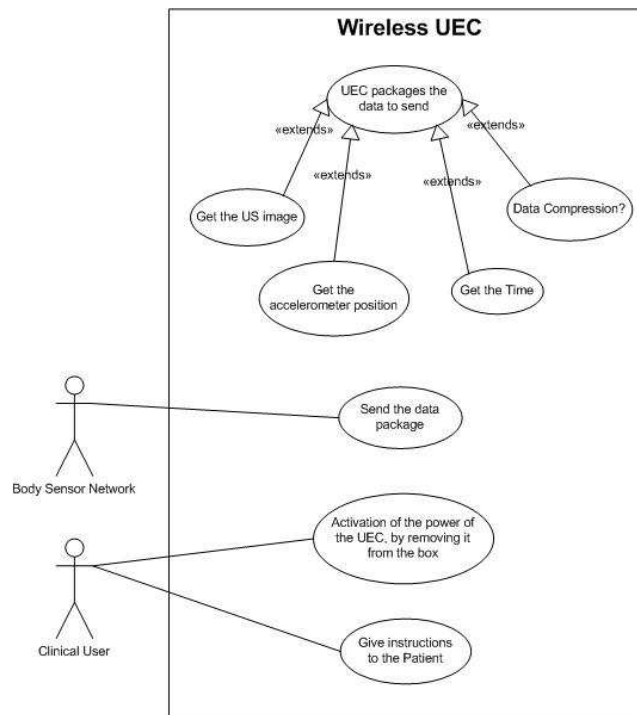 Wireless UEC
UEC packages the
data to send
«extends»
«extends»
«extends»
«extends»
Get the US image
Data Compression?
Get the
accelerometer position
Get the Time
Send the data
package
Body Sensor Network
Activation of the power of
the UEC, by removing it
from the box
Give instructions
to the Patient
Clinical User